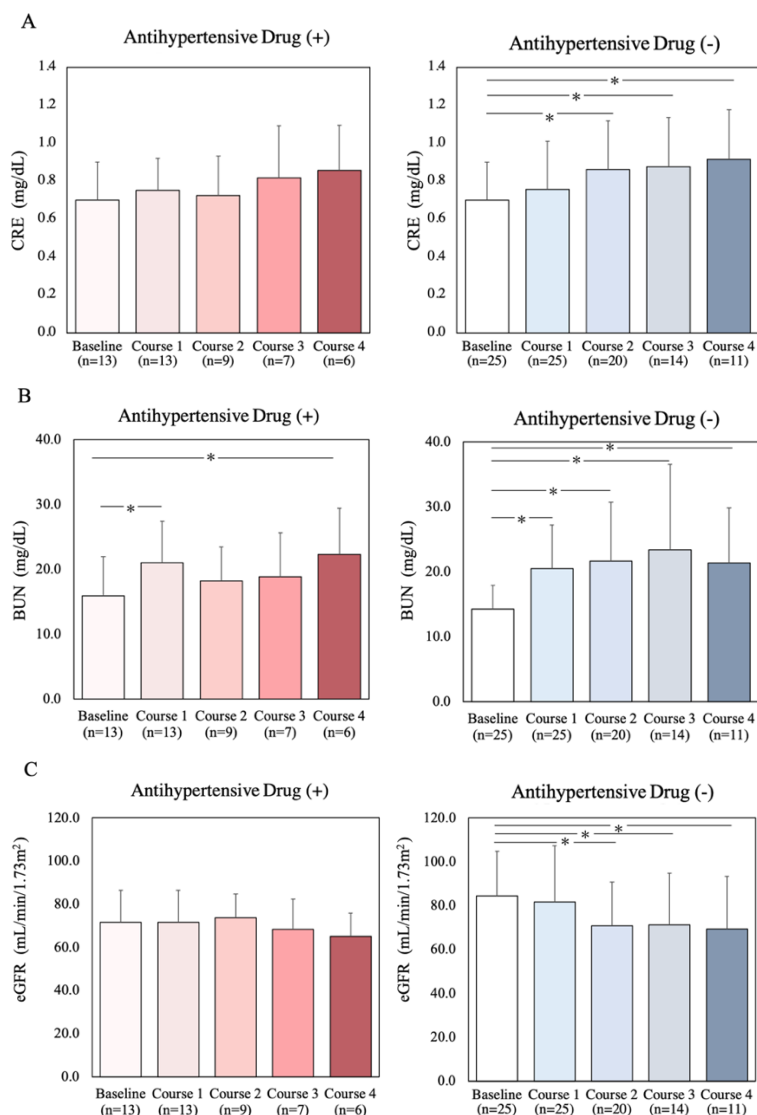 A
Antihypertensive Drug (+)
Antihypertensive Drug (-)
CRE (mg/dL)
1.4
1.2
1.0
0.8
0.6
0.4
0.2
0.0
Baseline Course 1 Course 2 Course 3 Course 4
(n=13) (n=13) (n=9) (n=7) (n=6)
CRE (mg/dL)
1.4
1.2
1.0
0.8
0.6
0.4
0.2
0.0
*
*
*
Baseline Course 1 Course 2 Course 3 Course 4
(n=25) (n=25) (n=20) (n=14) (n=11)
B
Antihypertensive Drug (+)
Antihypertensive Drug (-)
BUN (mg/dL)
40.0
30.0
20.0
10.0
0.0
*
*
Baseline Course 1 Course 2 Course 3 Course 4
(n=13) (n=13) (n=9) (n=7) (n=6)
BUN (mg/dL)
40.0
30.0
20.0
10.0
0.0
*
*
*
*
Baseline Course 1 Course 2 Course 3 Course 4
(n=25) (n=25) (n=20) (n=14) (n=11)
C
Antihypertensive Drug (+)
Antihypertensive Drug (-)
eGFR (mL/min/1.73m²)
120.0
100.0
80.0
60.0
40.0
20.0
0.0
Baseline Course 1 Course 2 Course 3 Course 4
(n=13) (n=13) (n=9) (n=7) (n=6)
eGFR (mL/min/1.73m²)
120.0
100.0
80.0
60.0
40.0
20.0
0.0
*
*
*
Baseline Course 1 Course 2 Course 3 Course 4
(n=25) (n=25) (n=20) (n=14) (n=11)